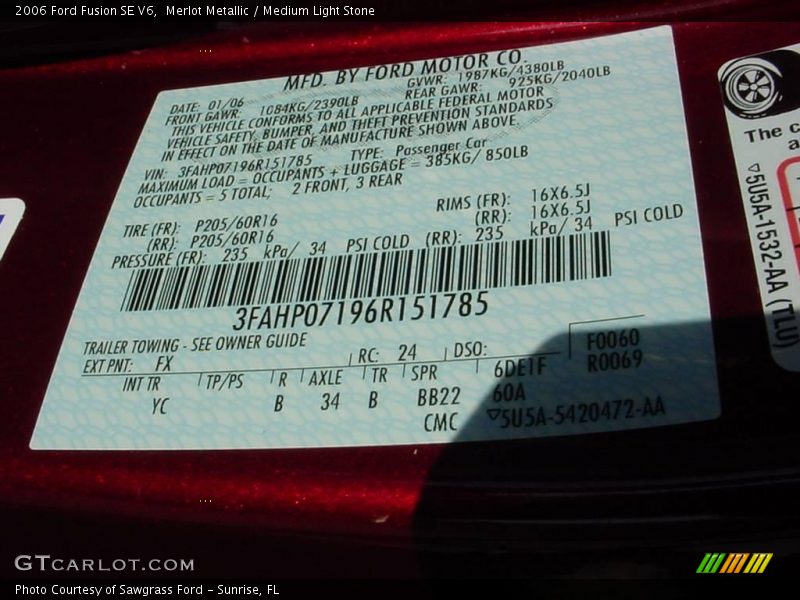 2006 Ford Fusion SE V6,  Merlot Metallic / Medium Light Stone
MFD. BY FORD MOTOR CO.
DATE: 01/06 GVWR: 1987KG/4380LB
FRONT GAWR: 1084KG/2390LB REAR GAWR: 925KG/2040LB
THIS VEHICLE CONFORMS TO ALL APPLICABLE FEDERAL MOTOR
VEHICLE SAFETY, BUMPER, AND THEFT PREVENTION STANDARDS
IN EFFECT ON THE DATE OF MANUFACTURE SHOWN ABOVE.
VIN: 3FAHP07196R151785 TYPE: Passenger Car
MAXIMUM LOAD = OCCUPANTS + LUGGAGE = 385KG/ 850LB
OCCUPANTS = 5 TOTAL; 2 FRONT, 3 REAR
TIRE (FR): P205/60R16 RIMS (FR): 16X6.5J
(RR): P205/60R16 (RR): 16X6.5J
PRESSURE (FR): 235 kPa/ 34 PSI COLD (RR): 235 kPa/ 34 PSI COLD
3FAHP07196R151785
TRAILER TOWING - SEE OWNER GUIDE
EXT PNT: FX RC: 24 DSO: F0060
R0069
INT TR TP/PS R AXLE TR SPR 6DE1F
YC B 34 B BB22 60A
CMC ▽5U5A-5420472-AA
The c
a
▽5U5A-1532-AA (TLU)
GTCARLOT.COM
Photo Courtesy of Sawgrass Ford - Sunrise, FL